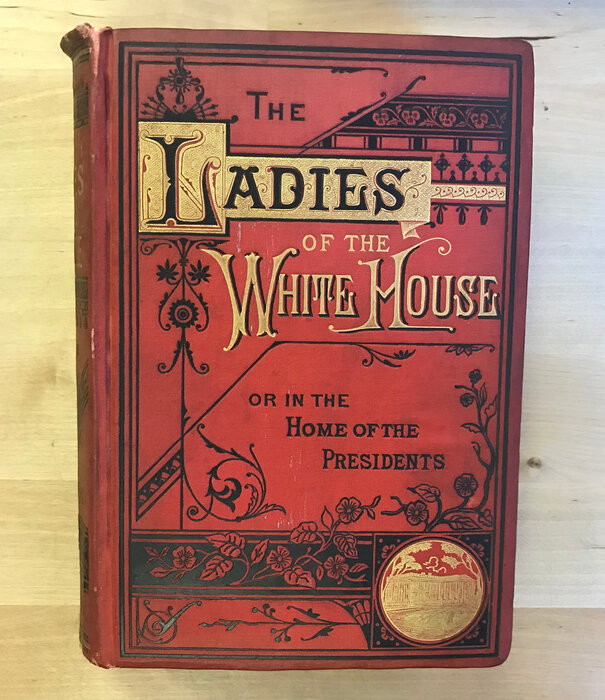 THE
LADIES
OF THE
WHITE HOUSE
OR IN THE
HOME OF THE
PRESIDENTS